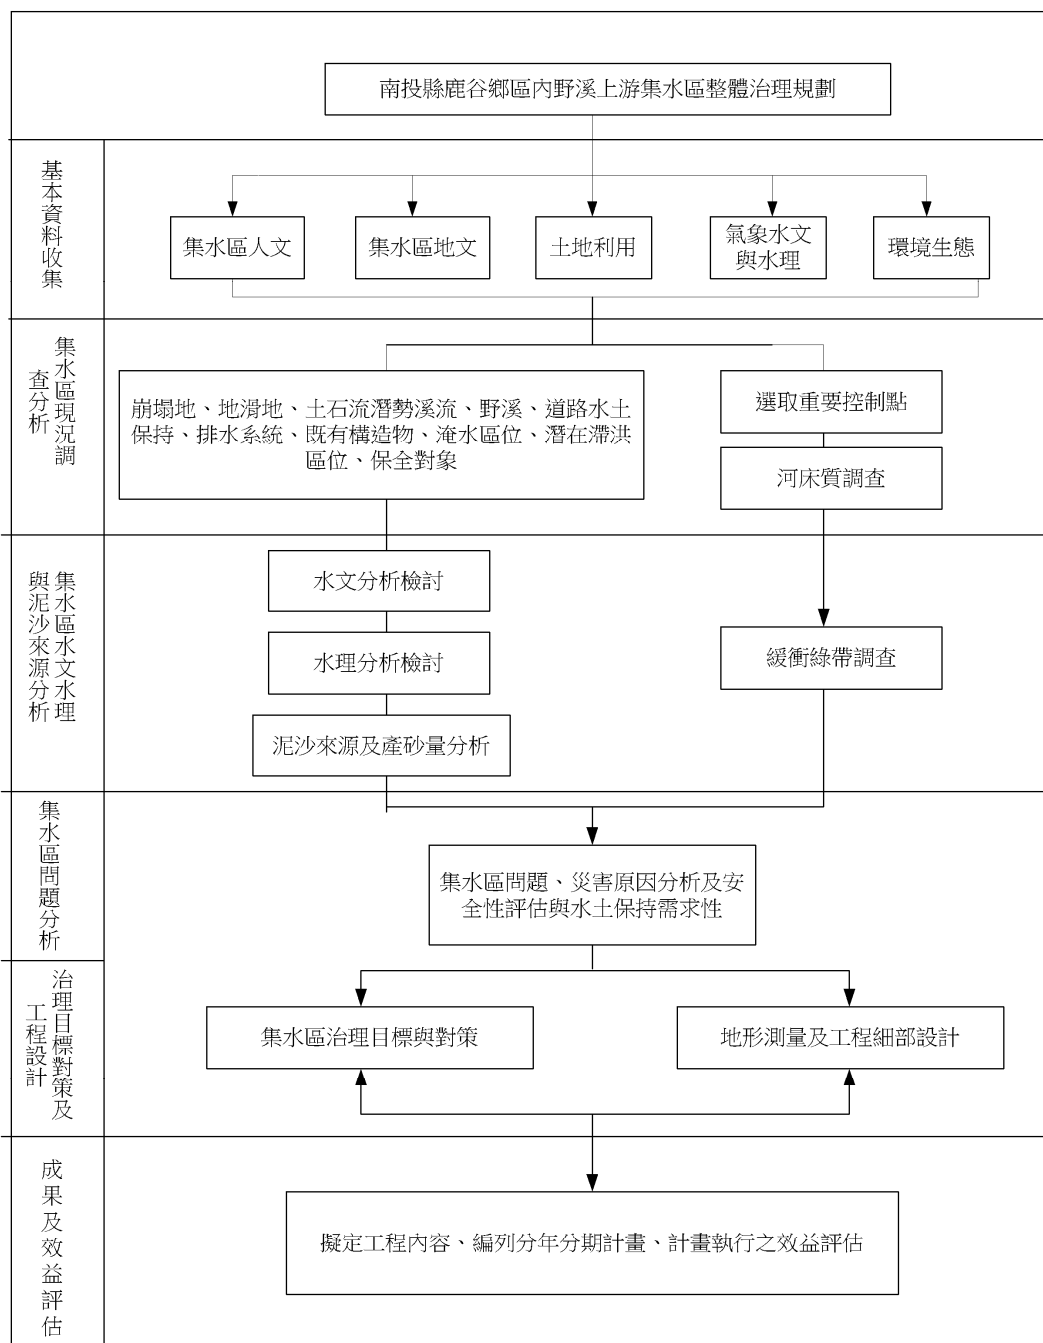 南投縣鹿谷鄉區內野溪上游集水區整體治理規劃
基本資料收集
集水區人文
集水區地文
土地利用
氣象水文
與水理
環境生態
集水區現況調
查分析
崩塌地、地滑地、土石流潛勢溪流、野溪、道路水土
保持、排水系統、既有構造物、淹水區位、潛在滯洪
區位、保全對象
選取重要控制點
河床質調查
集水區水文水理
與泥沙來源分析
水文分析檢討
水理分析檢討
泥沙來源及產砂量分析
緩衝綠帶調查
集水區問題分析
集水區問題、災害原因分析及安
全性評估與水土保持需求性
治理目標對策及
工程設計
集水區治理目標與對策
地形測量及工程細部設計
成果及效益評估
擬定工程內容、編列分年分期計畫、計畫執行之效益評估